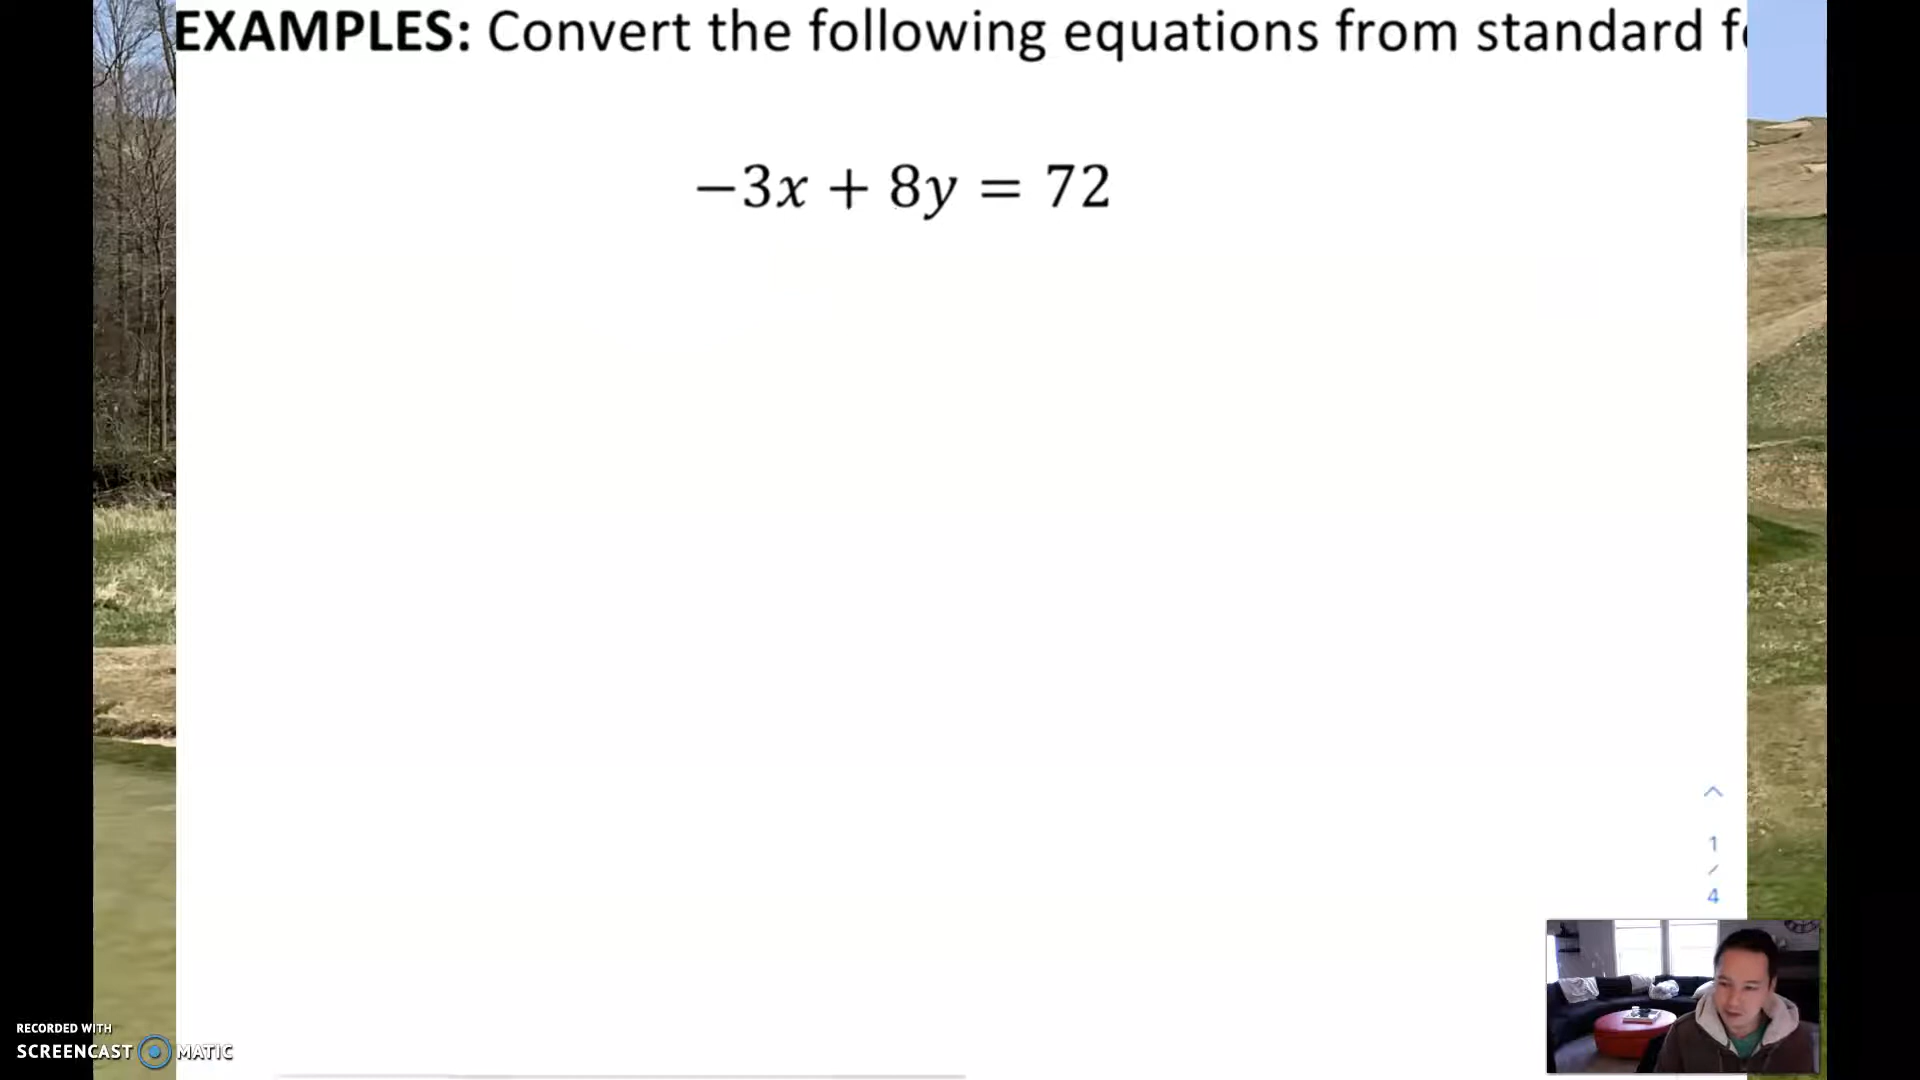 EXAMPLES: Convert the following equations from standard f
−3x + 8y = 72
1
/
4
RECORDED WITH
SCREENCAST MATIC